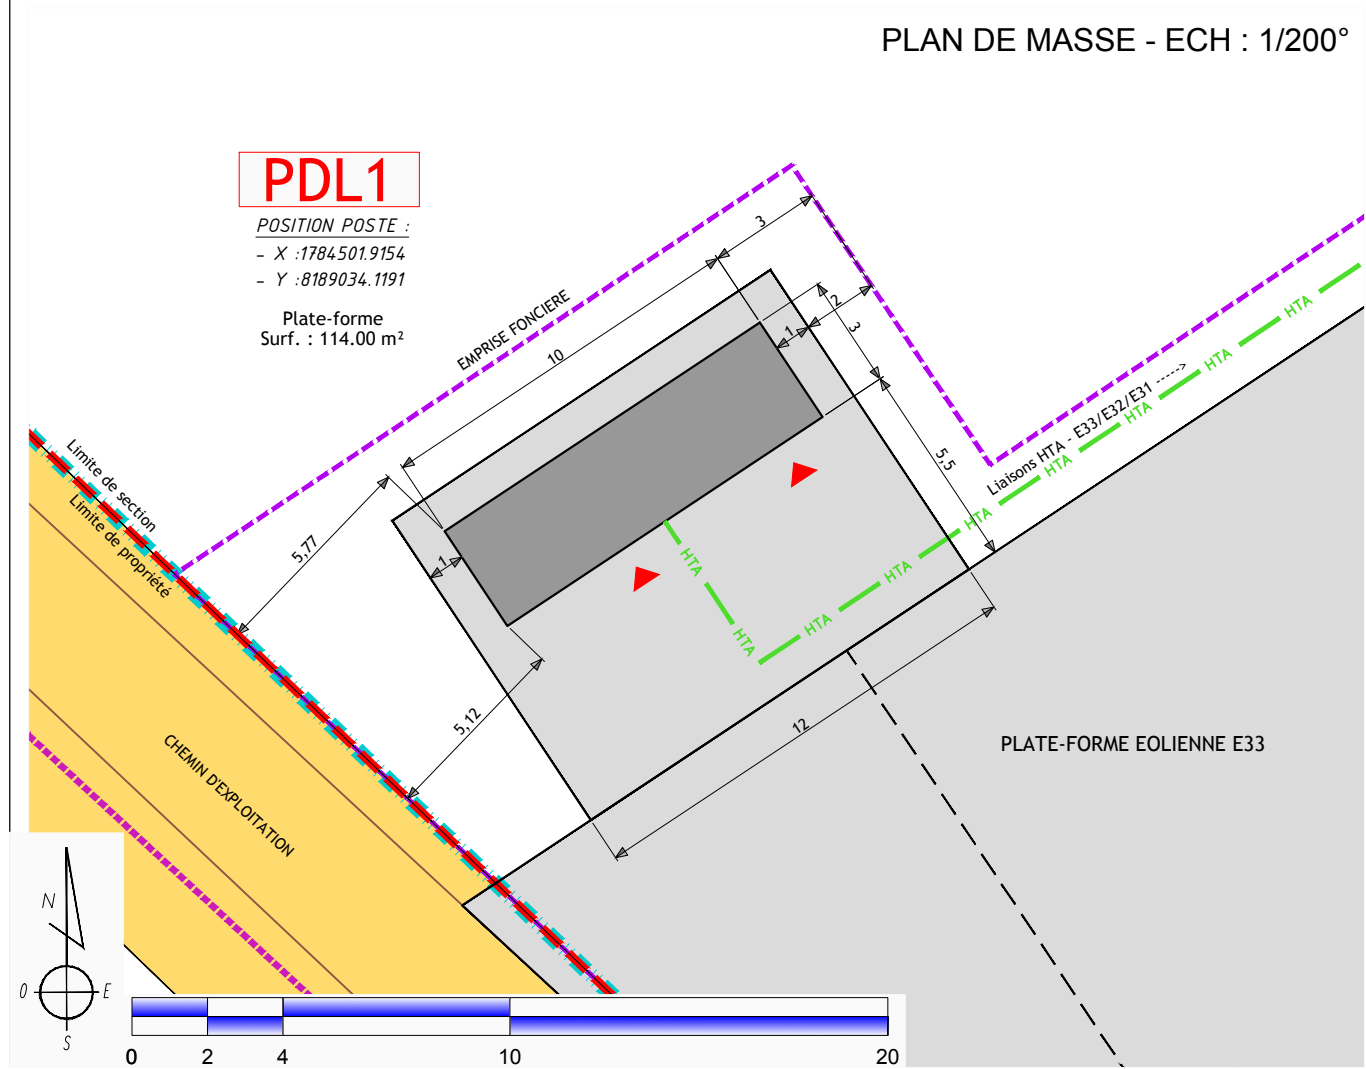 PLAN DE MASSE - ECH : 1/200°
PDL1
POSITION POSTE :
- X :1784501.9154
- Y :8189034.1191
Plate-forme
Surf. : 114.00 m²
EMPRISE FONCIERE
10
3
2
1
3
5,5
Liaisons HTA - E33/E32/E31 ----->
HTA
HTA
HTA
HTA
HTA
HTA
HTA
HTA
HTA
Limite de section
Limite de propriété
5,77
1
5,12
12
PLATE-FORME EOLIENNE E33
CHEMIN D'EXPLOITATION
N
O
E
S
0
2
4
10
20